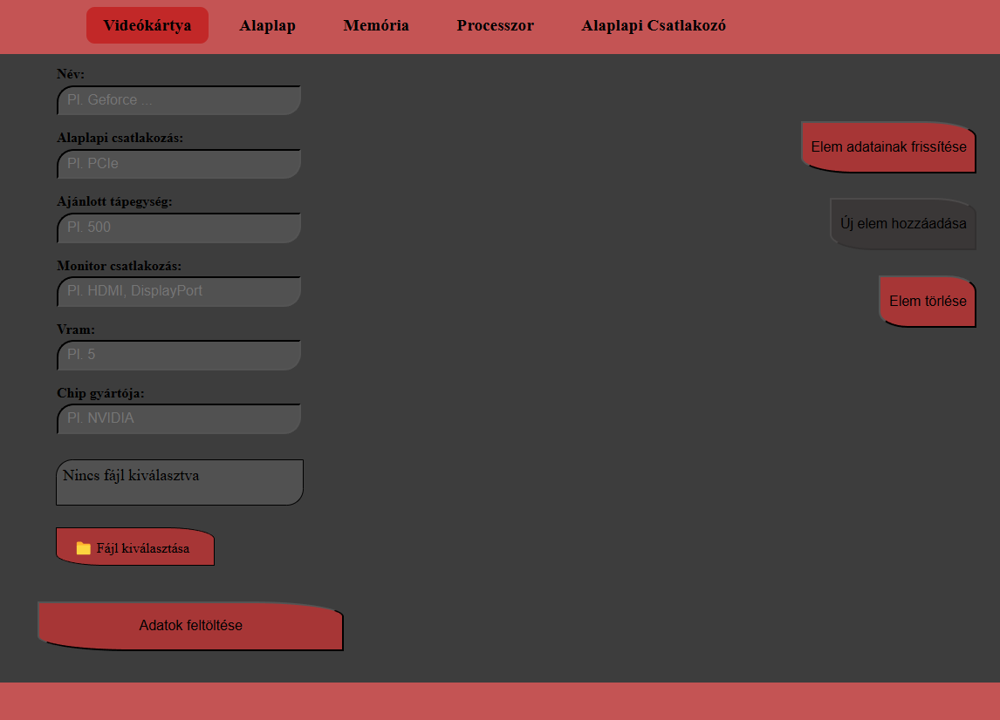 Videókártya Alaplap Memória Processzor Alaplapi Csatlakozó
Név:
Pl. Geforce ...
Alaplapi csatlakozás:
Pl. PCIe
Ajánlott tápegység:
Pl. 500
Monitor csatlakozás:
Pl. HDMI, DisplayPort
Vram:
Pl. 5
Chip gyártója:
Pl. NVIDIA
Nincs fájl kiválasztva
Fájl kiválasztása
Adatok feltöltése
Elem adatainak frissítése
Új elem hozzáadása
Elem törlése